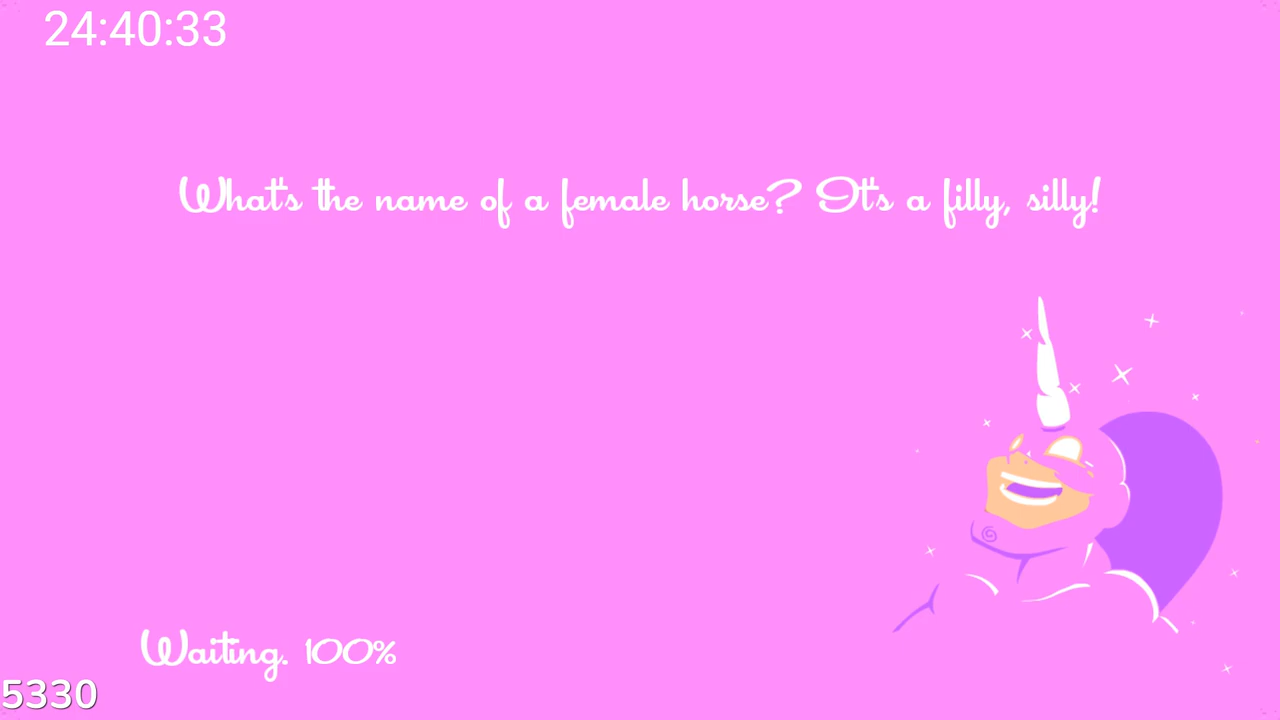 24:40:33
What's the name of a female horse? It's a filly, silly!
Waiting. 100%
5330